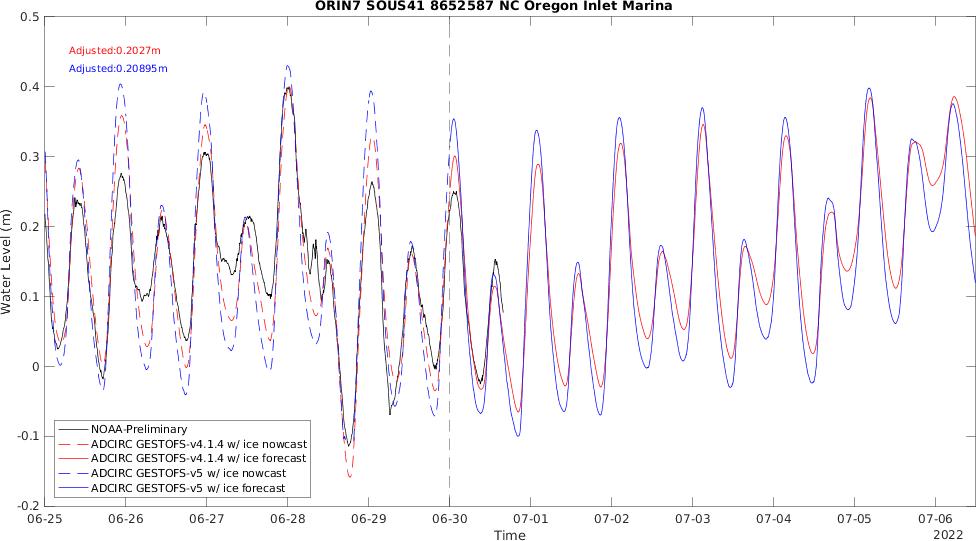 ORIN7 SOUS41 8652587 NC Oregon Inlet Marina
0.5
Adjusted:0.2027m
Adjusted:0.20895m
0.4
0.3
0.2
0.1
0
-0.1
-0.2
Water Level (m)
NOAA-Preliminary
ADCIRC GESTOFS-v4.1.4 w/ ice nowcast
ADCIRC GESTOFS-v4.1.4 w/ ice forecast
ADCIRC GESTOFS-v5 w/ ice nowcast
ADCIRC GESTOFS-v5 w/ ice forecast
06-25 06-26 06-27 06-28 06-29 06-30 07-01 07-02 07-03 07-04 07-05 07-06
Time
2022